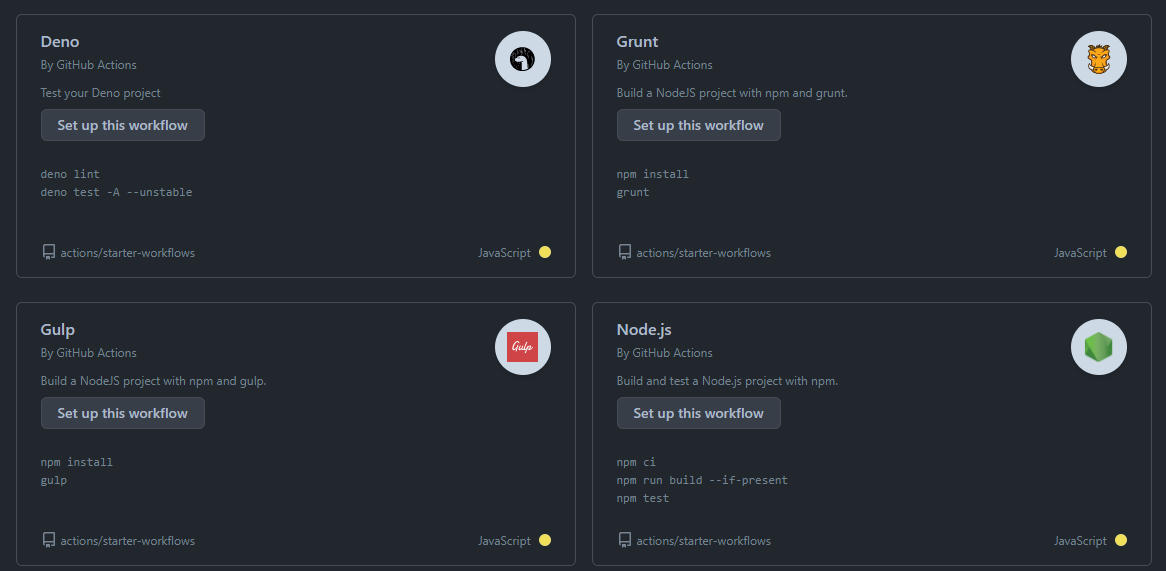 Deno
By GitHub Actions
Test your Deno project
Set up this workflow
deno lint
deno test -A --unstable
actions/starter-workflows
JavaScript
Grunt
By GitHub Actions
Build a NodeJS project with npm and grunt.
Set up this workflow
npm install
grunt
actions/starter-workflows
JavaScript
Gulp
By GitHub Actions
Gulp
Build a NodeJS project with npm and gulp.
Set up this workflow
npm install
gulp
actions/starter-workflows
JavaScript
Node.js
By GitHub Actions
Build and test a Node.js project with npm.
Set up this workflow
npm ci
npm run build --if-present
npm test
actions/starter-workflows
JavaScript